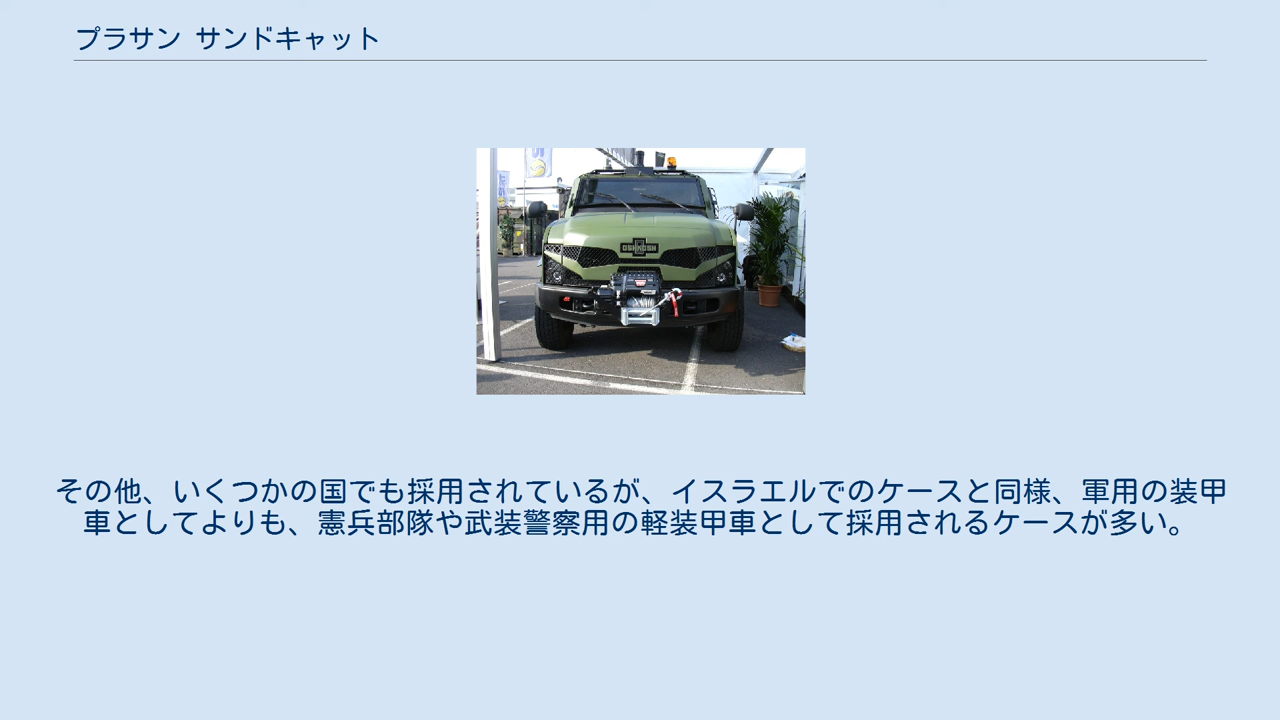 プラサン サンドキャット
OSHKOSH
その他、いくつかの国でも採用されているが、イスラエルでのケースと同様、軍用の装甲
車としてよりも、憲兵部隊や武装警察用の軽装甲車として採用されるケースが多い。